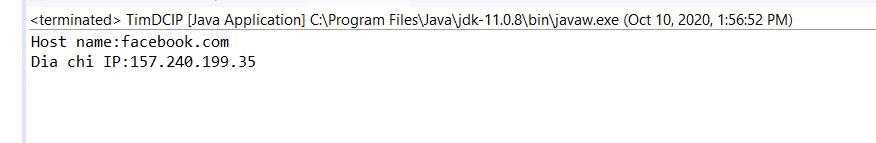 <terminated> TimDCIP [Java Application] C:\Program Files\Java\jdk-11.0.8\bin\javaw.exe (Oct 10, 2020, 1:56:52 PM)
Host name:facebook.com
Dia chi IP:157.240.199.35